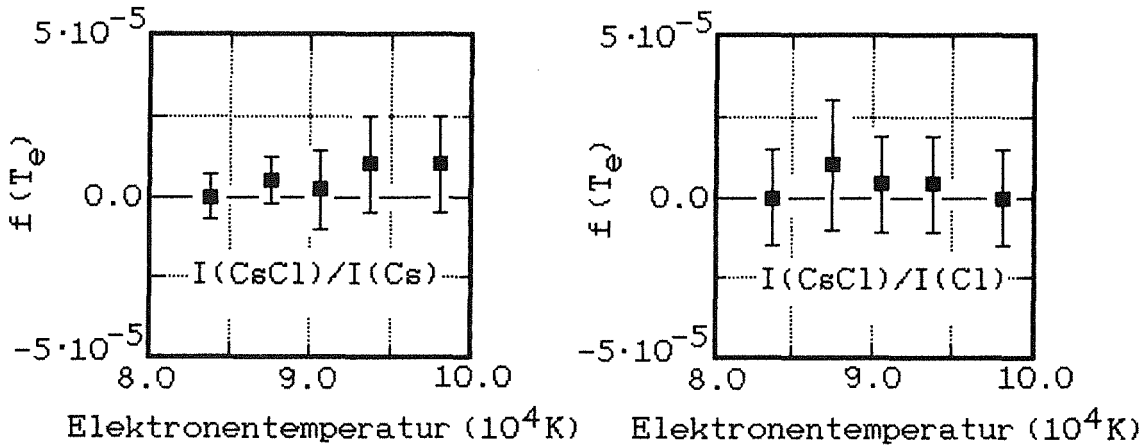 5·10⁻⁵
f(Tₑ)
0.0
I(CsCl)/I(Cs)
-5·10⁻⁵
8.0 9.0 10.0
Elektronentemperatur (10⁴K)
5·10⁻⁵
f(Tₑ)
0.0
I(CsCl)/I(Cl)
-5·10⁻⁵
8.0 9.0 10.0
Elektronentemperatur (10⁴K)